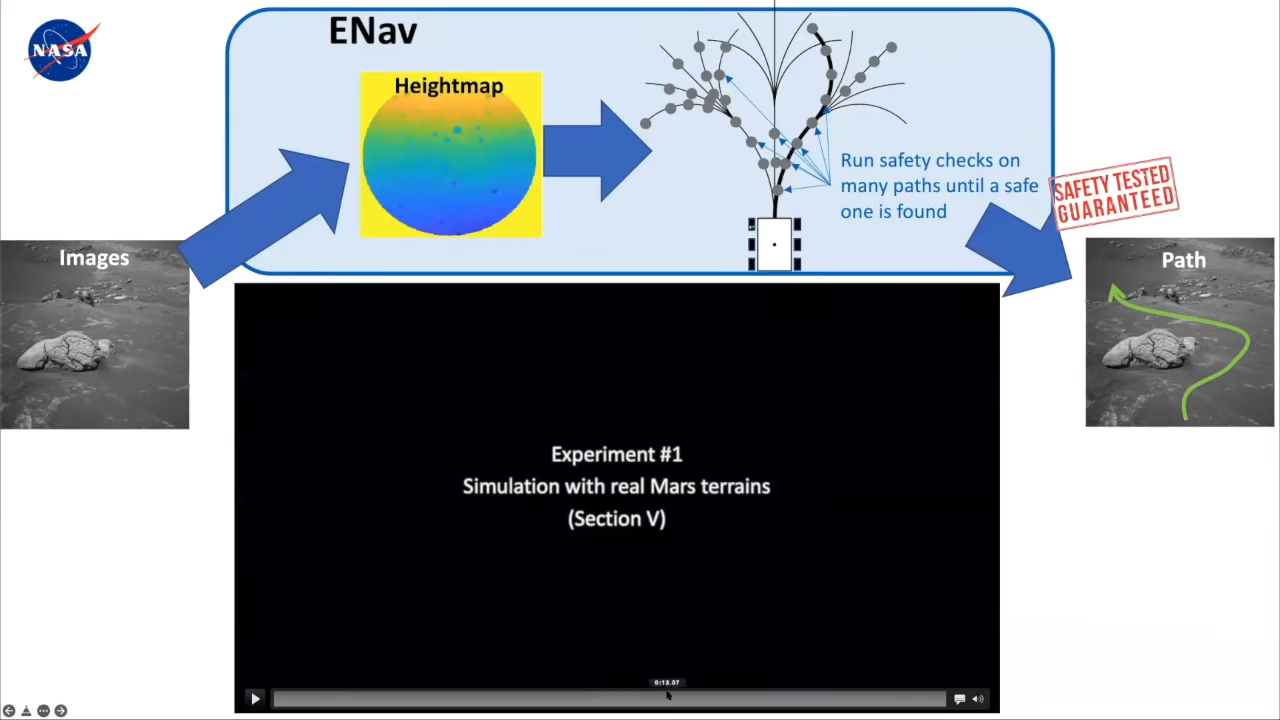 NASA
ENav
Heightmap
Run safety checks on
many paths until a safe
one is found
SAFETY TESTED
GUARANTEED
Images
Path
Experiment #1
Simulation with real Mars terrains
(Section V)
0:13.07